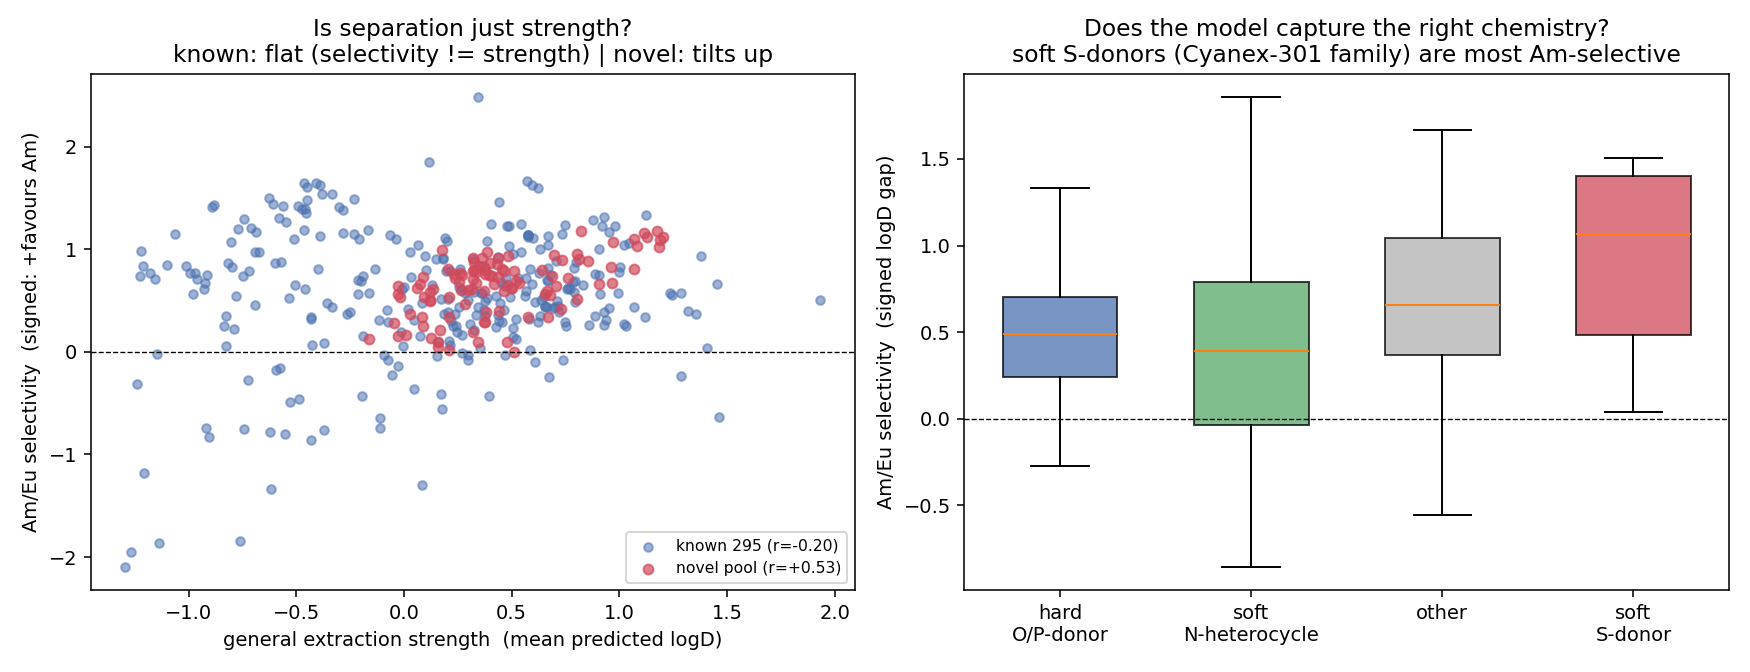 Is separation just strength?
known: flat (selectivity != strength) | novel: tilts up
Am/Eu selectivity  (signed: +favours Am)
2
1
0
−1
−2
−1.0
−0.5
0.0
0.5
1.0
1.5
2.0
general extraction strength  (mean predicted logD)
known 295 (r=-0.20)
novel pool (r=+0.53)
Does the model capture the right chemistry?
soft S-donors (Cyanex-301 family) are most Am-selective
Am/Eu selectivity  (signed logD gap)
1.5
1.0
0.5
0.0
−0.5
hard
O/P-donor
soft
N-heterocycle
other
soft
S-donor